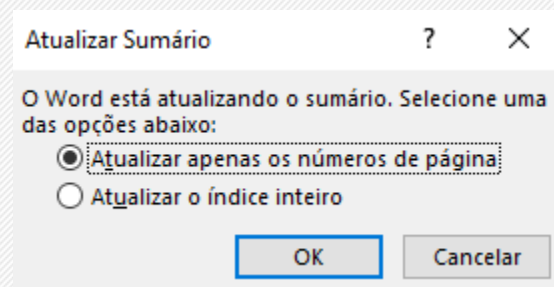 Atualizar Sumário ? ×
O Word está atualizando o sumário. Selecione uma
das opções abaixo:
Atualizar apenas os números de página
Atualizar o índice inteiro
OK Cancelar